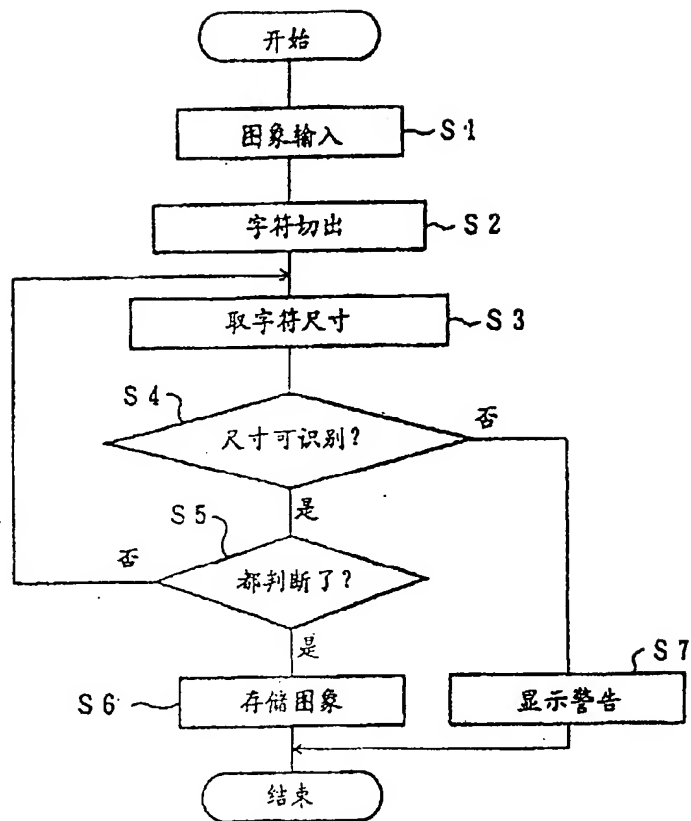 开始
图象输入
S1
字符切出
S2
取字符尺寸
S3
S4
尺寸可识别?
否
是
S5
否
都判断了?
是
S6
存储图象
S7
显示警告
结束